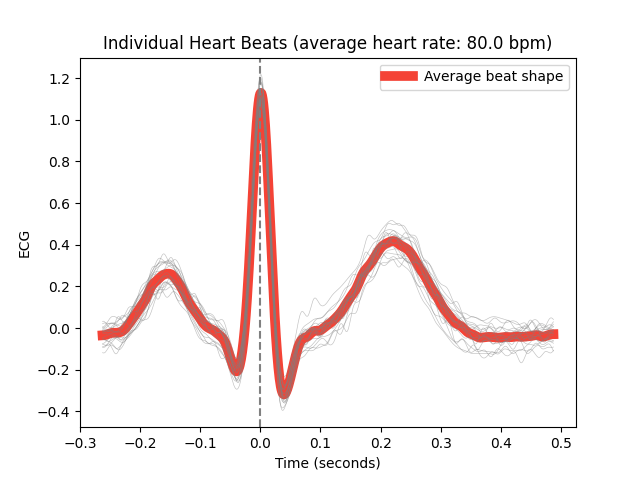 Individual Heart Beats (average heart rate: 80.0 bpm)
Average beat shape
ECG
1.2
1.0
0.8
0.6
0.4
0.2
0.0
−0.2
−0.4
−0.3 −0.2 −0.1 0.0 0.1 0.2 0.3 0.4 0.5
Time (seconds)